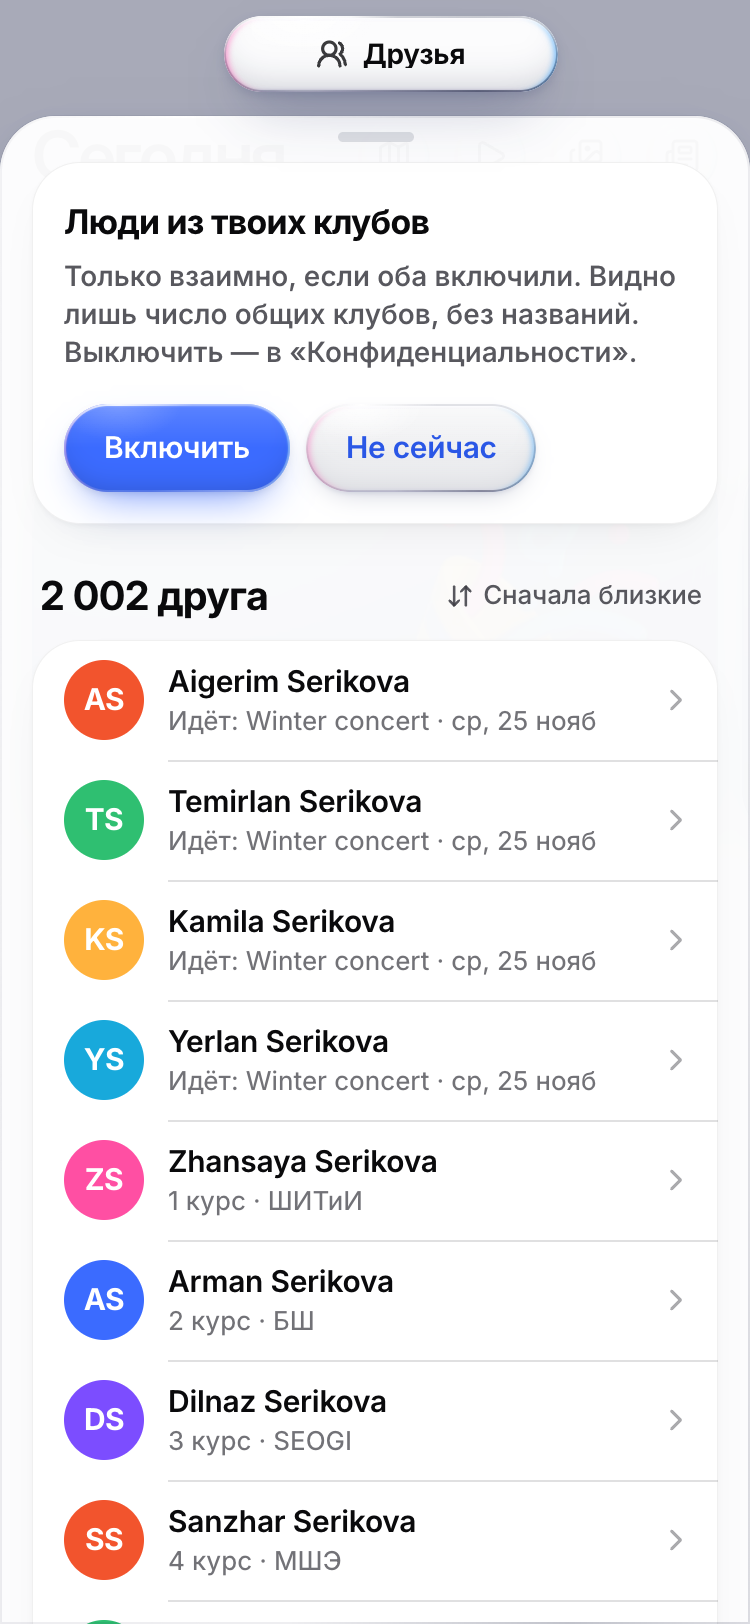 Друзья
Сегодня
Люди из твоих клубов
Только взаимно, если оба включили. Видно
лишь число общих клубов, без названий.
Выключить — в «Конфиденциальности».
Включить
Не сейчас
2 002 друга
Сначала близкие
AS
Aigerim Serikova
Идёт: Winter concert · ср, 25 нояб
TS
Temirlan Serikova
Идёт: Winter concert · ср, 25 нояб
KS
Kamila Serikova
Идёт: Winter concert · ср, 25 нояб
YS
Yerlan Serikova
Идёт: Winter concert · ср, 25 нояб
ZS
Zhansaya Serikova
1 курс · ШИТиИ
AS
Arman Serikova
2 курс · БШ
DS
Dilnaz Serikova
3 курс · SEOGI
SS
Sanzhar Serikova
4 курс · МШЭ